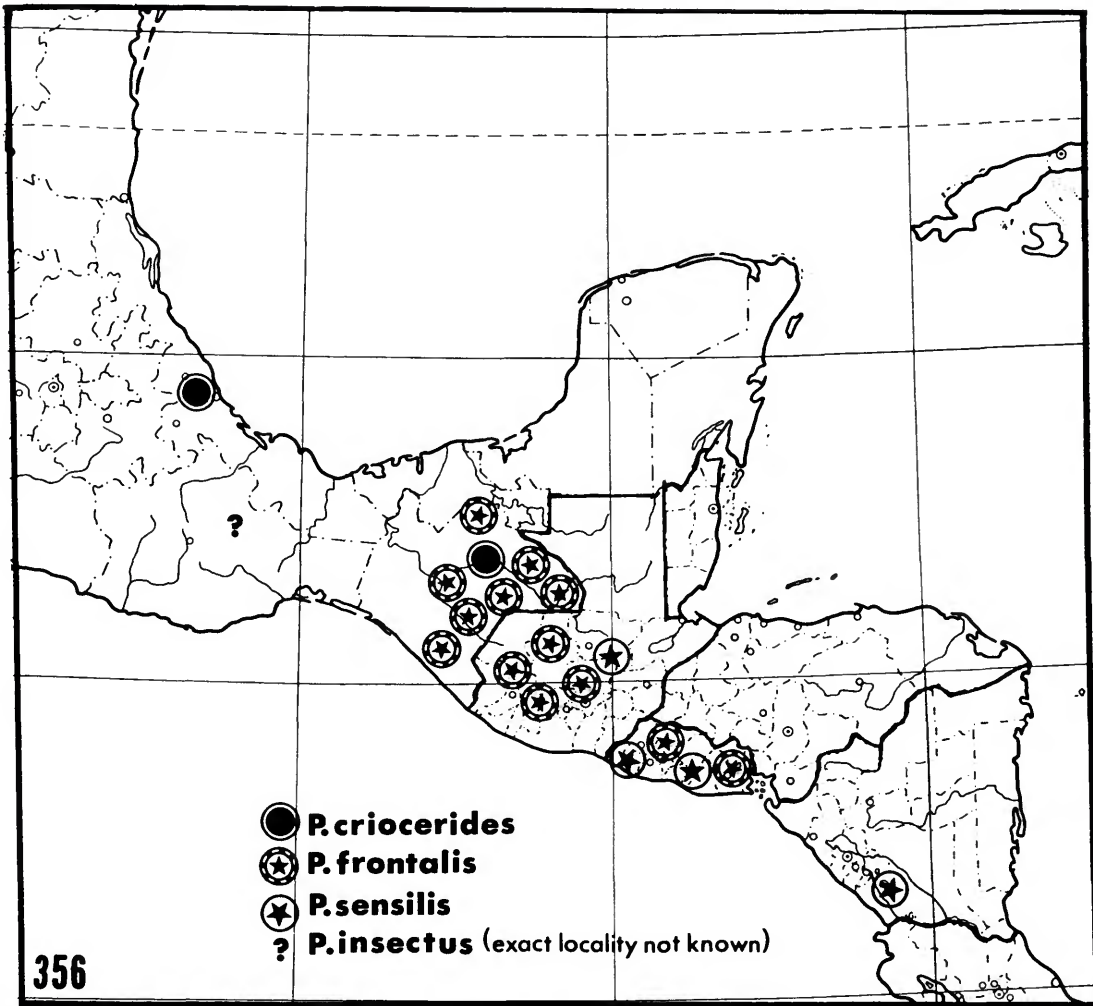 P. criocerides
P. frontalis
P. sensilis
? P. insectus (exact locality not known)
?
356